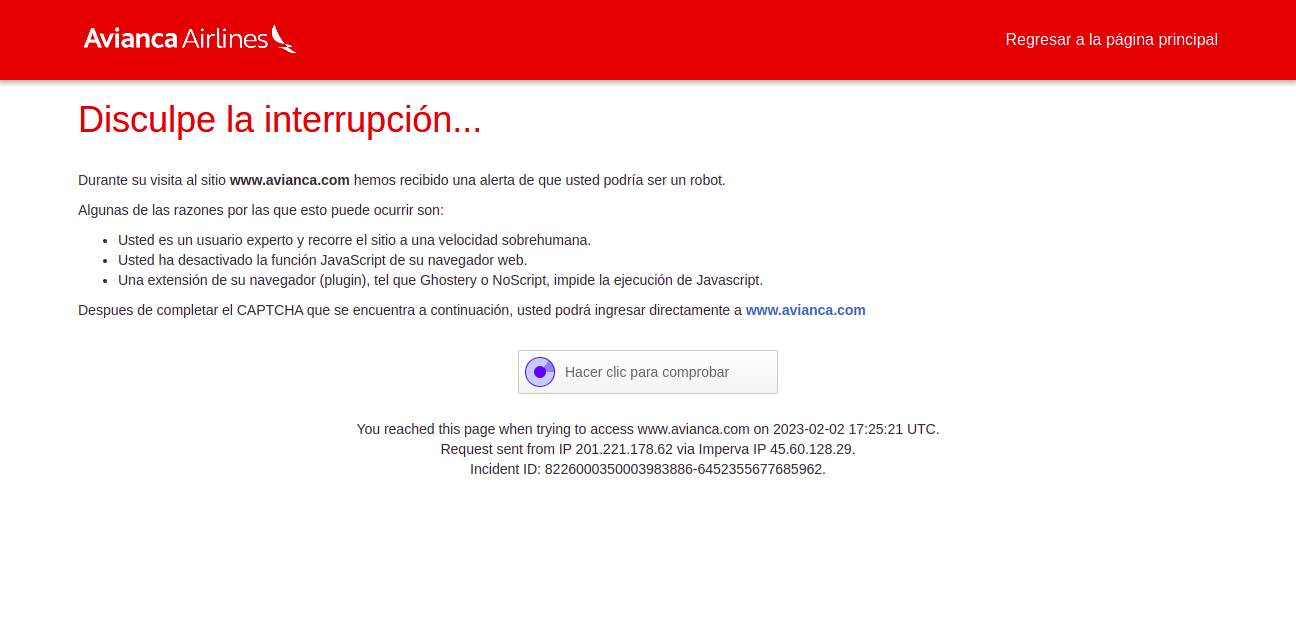 Avianca Airlines
Regresar a la página principal
Disculpe la interrupción...
Durante su visita al sitio www.avianca.com hemos recibido una alerta de que usted podría ser un robot.
Algunas de las razones por las que esto puede ocurrir son:
Usted es un usuario experto y recorre el sitio a una velocidad sobrehumana.
Usted ha desactivado la función JavaScript de su navegador web.
Una extensión de su navegador (plugin), tel que Ghostery o NoScript, impide la ejecución de Javascript.
Despues de completar el CAPTCHA que se encuentra a continuación, usted podrá ingresar directamente a www.avianca.com
Hacer clic para comprobar
You reached this page when trying to access www.avianca.com on 2023-02-02 17:25:21 UTC.
Request sent from IP 201.221.178.62 via Imperva IP 45.60.128.29.
Incident ID: 8226000350003983886-6452355677685962.